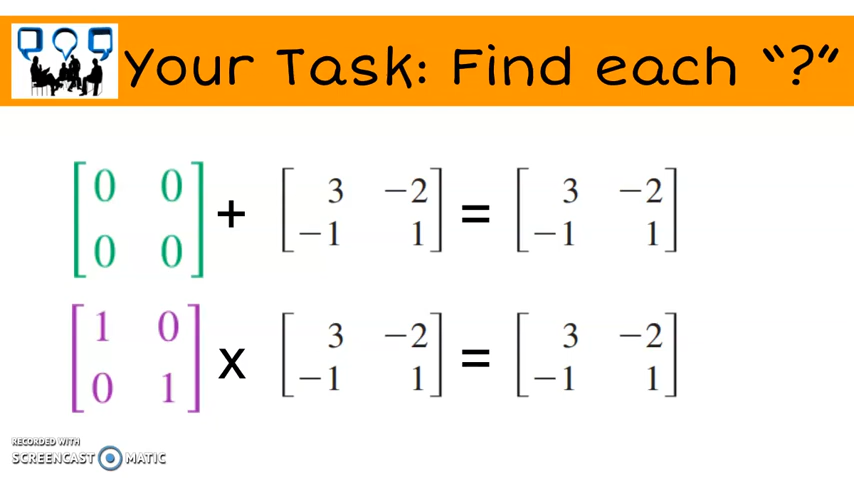 Your Task: Find each “?”
[0 0
0 0] + [3 −2
−1 1] = [3 −2
−1 1]
[1 0
0 1] x [3 −2
−1 1] = [3 −2
−1 1]
RECORDED WITH
SCREENCAST MATIC